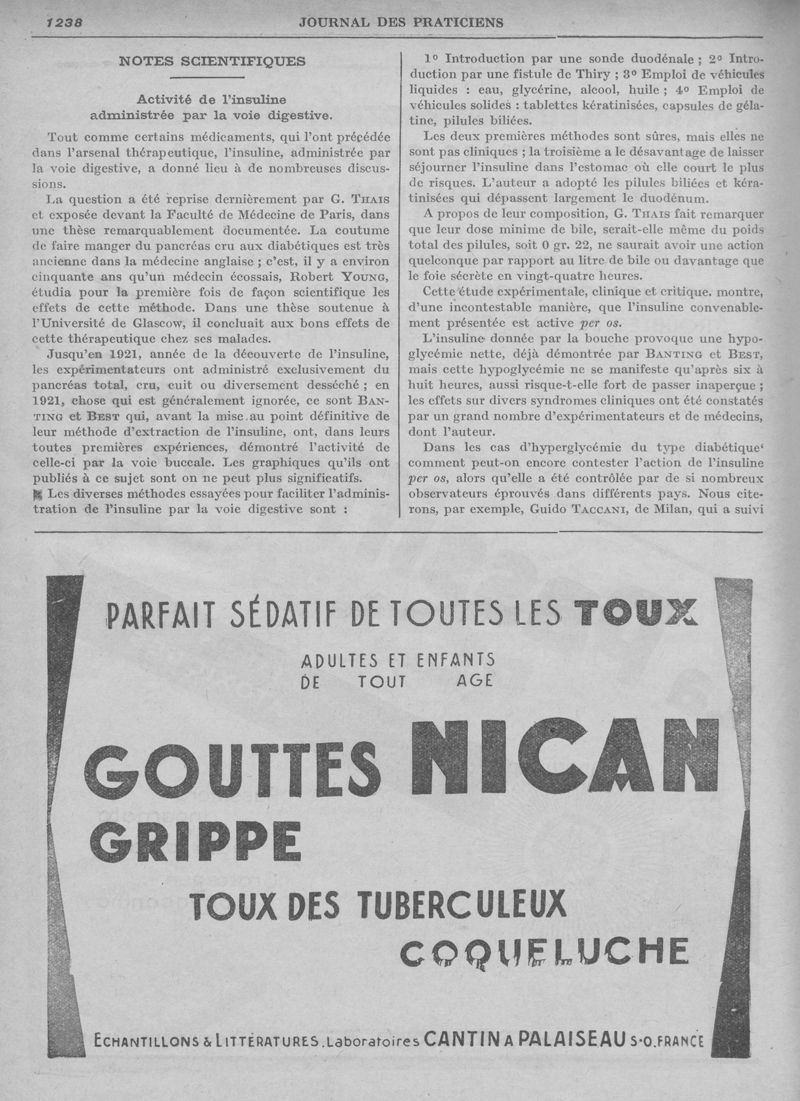 1238
JOURNAL DES PRATICIENS
NOTES SCIENTIFIQUES
Activité de l'insuline
administrée par la voie digestive.
Tout comme certains médicaments, qui l'ont précédée
dans l'arsenal thérapeutique, l'insuline, administrée par
la voie digestive, a donné lieu à de nombreuses discus-
sions.
La question a été reprise dernièrement par G. THAIS
et exposée devant la Faculté de Médecine de Paris, dans
une thèse remarquablement documentée. La coutume
de faire manger du pancréas cru aux diabétiques est très
ancienne dans la médecine anglaise ; c'est, il y a environ
cinquante ans qu'un médecin écossais, Robert YOUNG,
étudia pour la première fois de façon scientifique les
effets de cette méthode. Dans une thèse soutenue à
l'Université de Glascow, il concluait aux bons effets de
cette thérapeutique chez ses malades.
Jusqu'en 1921, année de la découverte de l'insuline,
les expérimentateurs ont administré exclusivement du
pancréas total, cru, cuit ou diversement desséché ; en
1921, chose qui est généralement ignorée, ce sont BAN-
TING et BEST qui, avant la mise au point définitive de
leur méthode d'extraction de l'insuline, ont, dans leurs
toutes premières expériences, démontré l'activité de
celle-ci par la voie buccale. Les graphiques qu'ils ont
publiés à ce sujet sont on ne peut plus significatifs.
Les diverses méthodes essayées pour faciliter l'adminis-
tration de l'insuline par la voie digestive sont :
1º Introduction par une sonde duodénale ; 2º Intro-
duction par une fistule de Thiry ; 3º Emploi de véhicules
liquides : eau, glycérine, alcool, huile ; 4º Emploi de
véhicules solides : tablettes kératinisées, capsules de géla-
tine, pilules biliées.
Les deux premières méthodes sont sûres, mais elles ne
sont pas cliniques ; la troisième a le désavantage de laisser
séjourner l'insuline dans l'estomac où elle court le plus
de risques. L'auteur a adopté les pilules biliées et kéra-
tinisées qui dépassent largement le duodénum.
A propos de leur composition, G. THAIS fait remarquer
que leur dose minime de bile, serait-elle même du poids
total des pilules, soit 0 gr. 22, ne saurait avoir une action
quelconque par rapport au litre de bile ou davantage que
le foie sécrète en vingt-quatre heures.
Cette étude expérimentale, clinique et critique. montre,
d'une incontestable manière, que l'insuline convenable-
ment présentée est active per os.
L'insuline donnée par la bouche provoque une hypo-
glycémie nette, déjà démontrée par BANTING et BEST,
mais cette hypoglycémie ne se manifeste qu'après six à
huit heures, aussi risque-t-elle fort de passer inaperçue ;
les effets sur divers syndromes cliniques ont été constatés
par un grand nombre d'expérimentateurs et de médecins,
dont l'auteur.
Dans les cas d'hyperglycémie du type diabétique
comment peut-on encore contester l'action de l'insuline
per os, alors qu'elle a été contrôlée par de si nombreux
observateurs éprouvés dans différents pays. Nous cite-
rons, par exemple, Guido TACCANI, de Milan, qui a suivi
PARFAIT SÉDATIF DE TOUTES LES TOUX
ADULTES ET ENFANTS
DE TOUT AGE
GOUTTES NICAN
GRIPPE
TOUX DES TUBERCULEUX
COQUELUCHE
ECHANTILLONS & LITTÉRATURES. Laboratoires CANTIN A PALAISEAU S-O. FRANCE